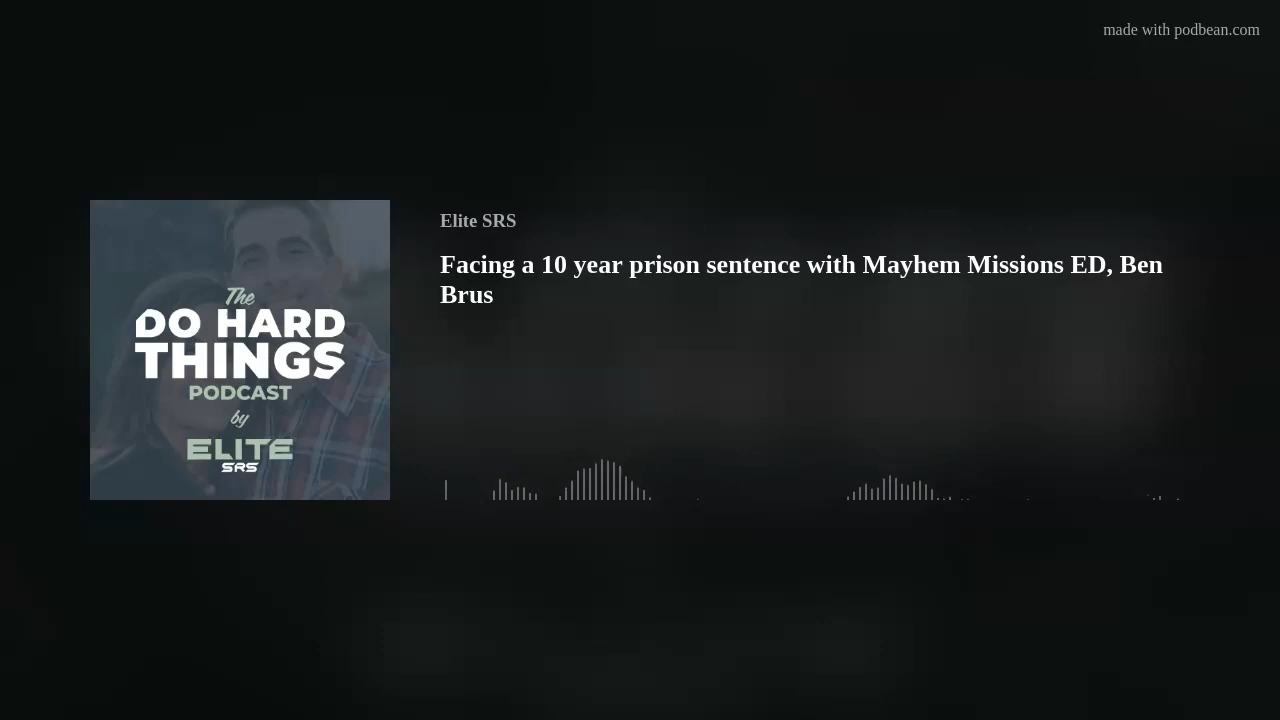 made with podbean.com
The
DO HARD
THINGS
PODCAST
by
ELITE
SRS
Elite SRS
Facing a 10 year prison sentence with Mayhem Missions ED, Ben
Brus